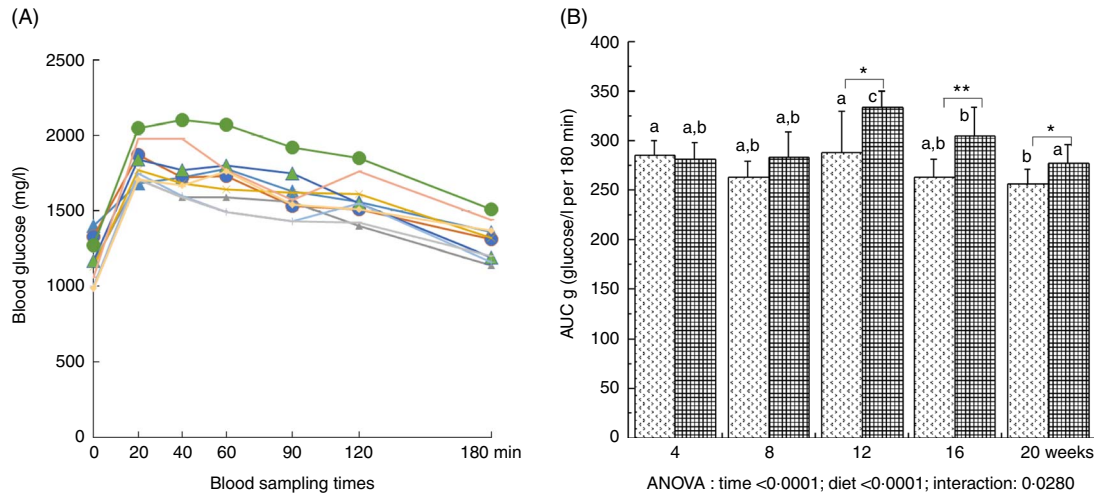 (A)
2500
2000
1500
1000
500
0
Blood glucose (mg/l)
0 20 40 60 90 120 180 min
Blood sampling times
(B)
400
350
300
250
200
150
100
50
0
AUC g (glucose/l per 180 min)
a a,b a,b a,b a c a,b b b a
* ** *
4 8 12 16 20 weeks
ANOVA : time <0·0001; diet <0·0001; interaction: 0·0280